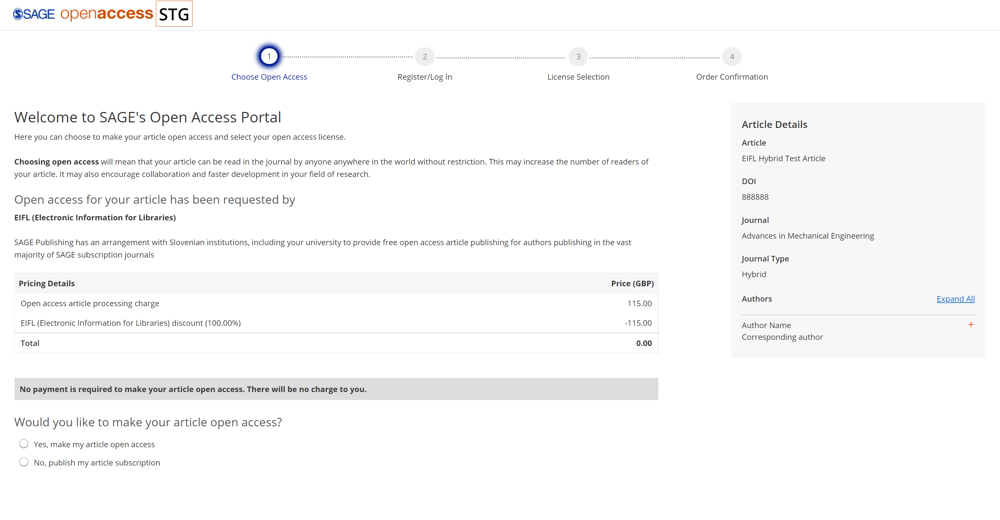 SAGE openaccess STG
1
2
3
4
Choose Open Access
Register/Log In
License Selection
Order Confirmation
Welcome to SAGE's Open Access Portal
Here you can choose to make your article open access and select your open access license.
Choosing open access will mean that your article can be read in the journal by anyone anywhere in the world without restriction. This may increase the number of readers of
your article. It may also encourage collaboration and faster development in your field of research.
Open access for your article has been requested by
EIFL (Electronic Information for Libraries)
SAGE Publishing has an arrangement with Slovenian institutions, including your university to provide free open access article publishing for authors publishing in the vast
majority of SAGE subscription journals
Pricing Details Price (GBP)
Open access article processing charge 115.00
EIFL (Electronic Information for Libraries) discount (100.00%) -115.00
Total 0.00
No payment is required to make your article open access. There will be no charge to you.
Would you like to make your article open access?
Yes, make my article open access
No, publish my article subscription
Article Details
Article
EIFL Hybrid Test Article
DOI
888888
Journal
Advances in Mechanical Engineering
Journal Type
Hybrid
Authors Expand All
Author Name +
Corresponding author